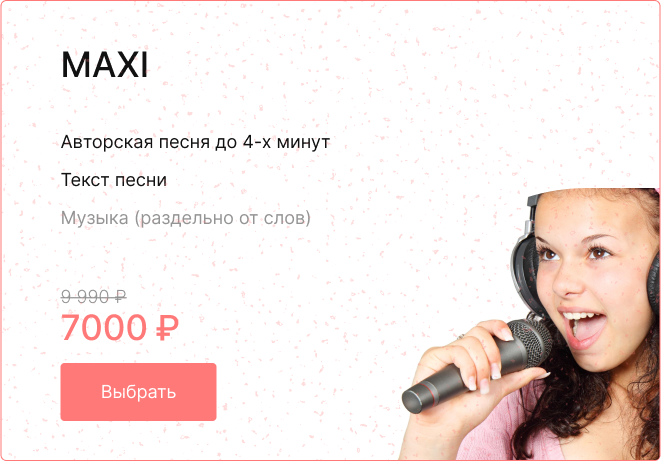 MAXI
Авторская песня до 4-х минут
Текст песни
Музыка (раздельно от слов)
9 990 ₽
7000 ₽
Выбрать